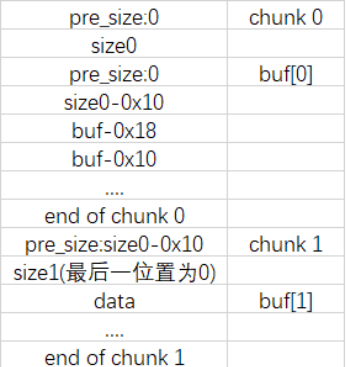 pre_size:0 chunk 0
size0
pre_size:0 buf[0]
size0-0x10
buf-0x18
buf-0x10
....
end of chunk 0
pre_size:size0-0x10 chunk 1
size1(最后一位置为0)
data buf[1]
....
end of chunk 1